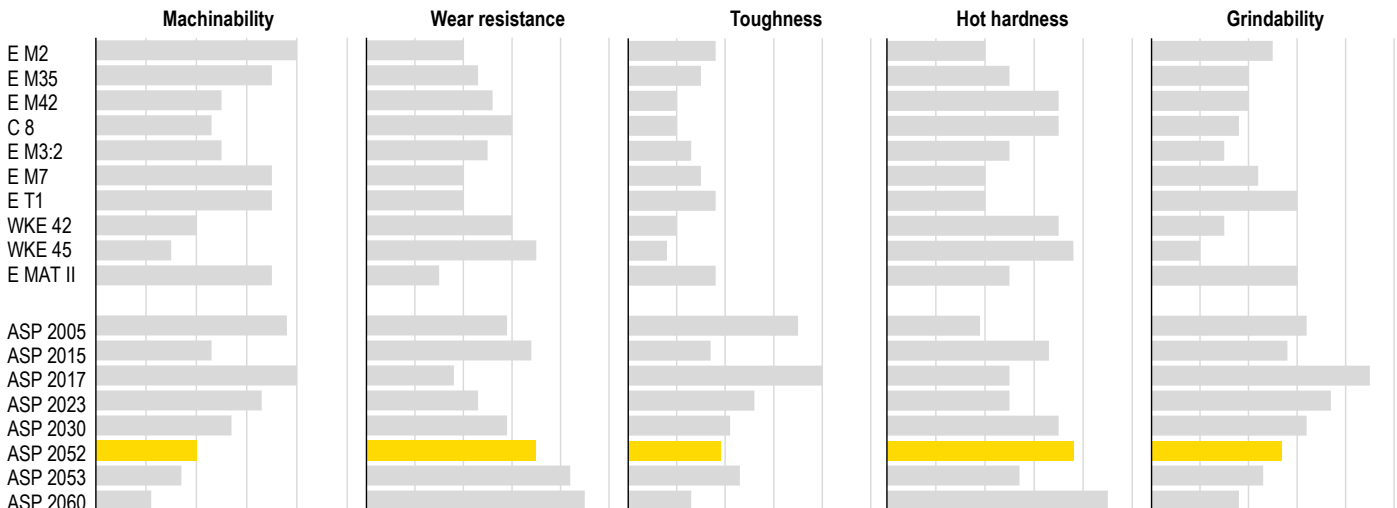 Machinability Wear resistance Toughness Hot hardness Grindability
E M2
E M35
E M42
C 8
E M3:2
E M7
E T1
WKE 42
WKE 45
E MAT II
ASP 2005
ASP 2015
ASP 2017
ASP 2023
ASP 2030
ASP 2052
ASP 2053
ASP 2060